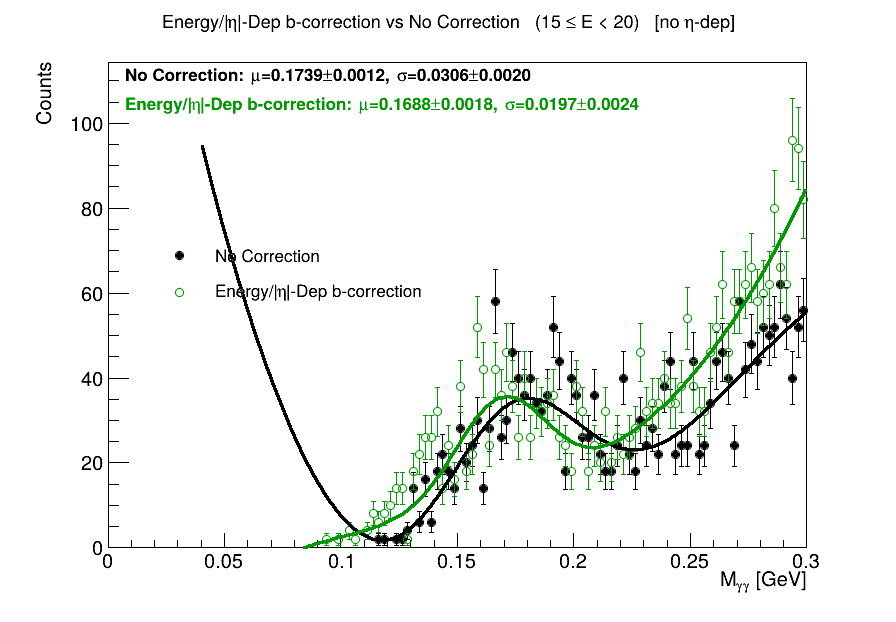 Energy/|η|-Dep b-correction vs No Correction (15 ≤ E < 20) [no η-dep]
Counts
No Correction: μ=0.1739±0.0012, σ=0.0306±0.0020
Energy/|η|-Dep b-correction: μ=0.1688±0.0018, σ=0.0197±0.0024
100
80
60
40
20
0
No Correction
Energy/|η|-Dep b-correction
0 0.05 0.1 0.15 0.2 0.25 0.3
Mγγ [GeV]